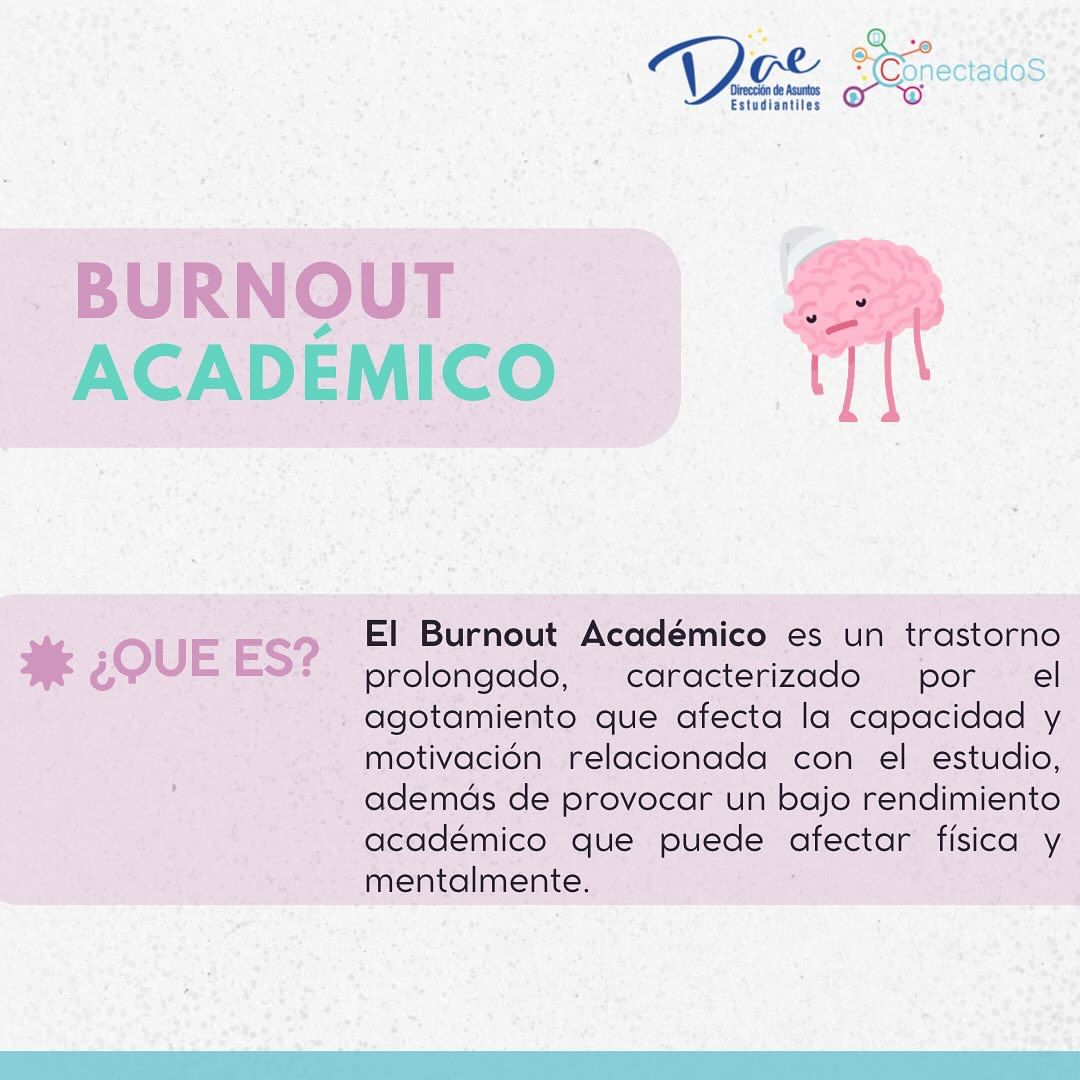 Dae
Dirección de Asuntos
Estudiantiles
ConectadoS
BURNOUT
ACADÉMICO
¿QUE ES?
El Burnout Académico es un trastorno
prolongado, caracterizado por el
agotamiento que afecta la capacidad y
motivación relacionada con el estudio,
además de provocar un bajo rendimiento
académico que puede afectar física y
mentalmente.